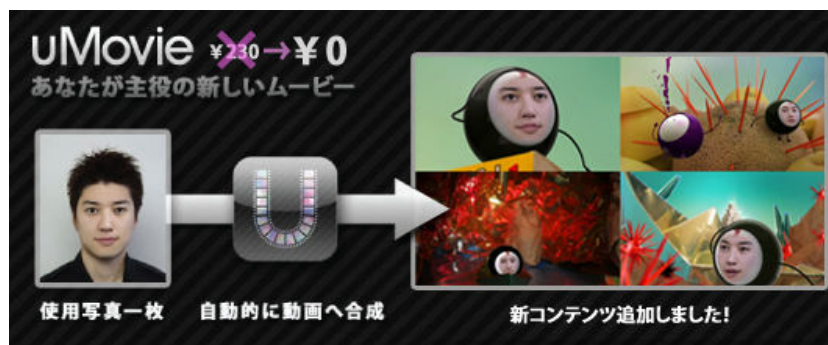 uMovie ¥230→¥0
あなたが主役の新しいムービー
使用写真一枚
自動的に動画へ合成
新コンテンツ追加しました!